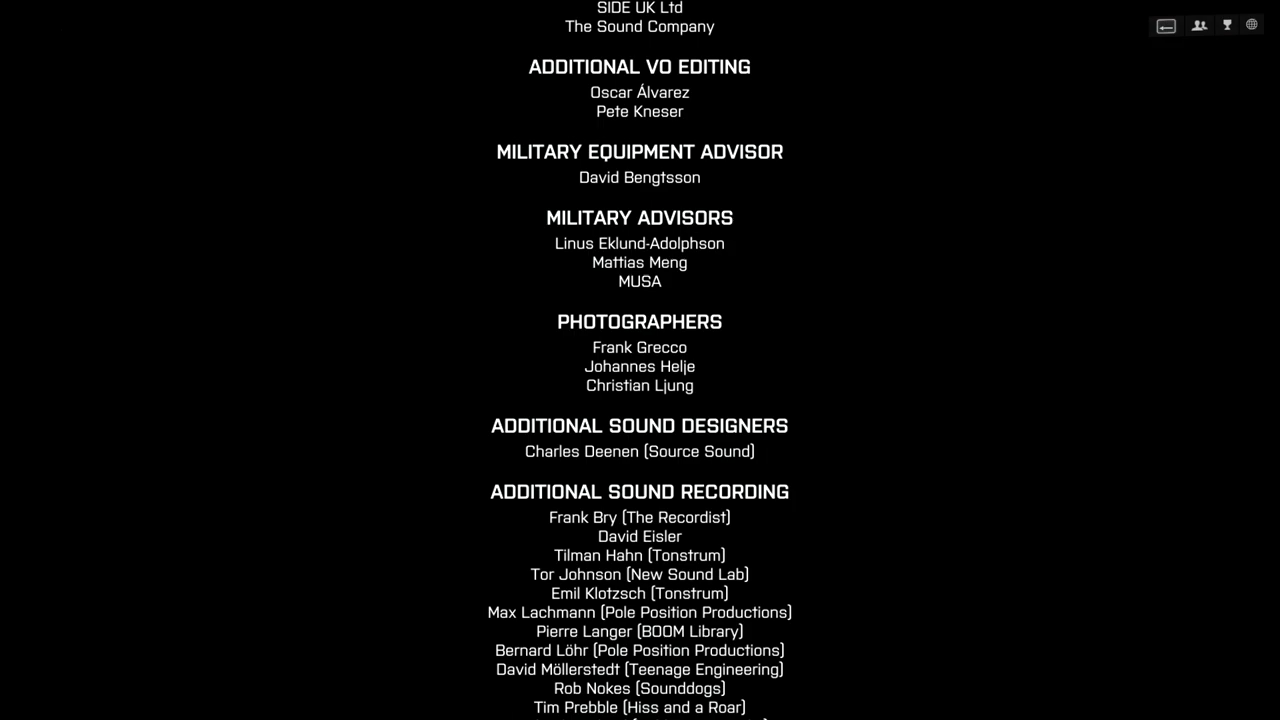 SIDE UK Ltd
The Sound Company
ADDITIONAL VO EDITING
Oscar Álvarez
Pete Kneser
MILITARY EQUIPMENT ADVISOR
David Bengtsson
MILITARY ADVISORS
Linus Eklund-Adolphson
Mattias Meng
MUSA
PHOTOGRAPHERS
Frank Grecco
Johannes Helje
Christian Ljung
ADDITIONAL SOUND DESIGNERS
Charles Deenen (Source Sound)
ADDITIONAL SOUND RECORDING
Frank Bry (The Recordist)
David Eisler
Tilman Hahn (Tonstrum)
Tor Johnson (New Sound Lab)
Emil Klotzsch (Tonstrum)
Max Lachmann (Pole Position Productions)
Pierre Langer (BOOM Library)
Bernard Löhr (Pole Position Productions)
David Möllerstedt (Teenage Engineering)
Rob Nokes (Sounddogs)
Tim Prebble (Hiss and a Roar)